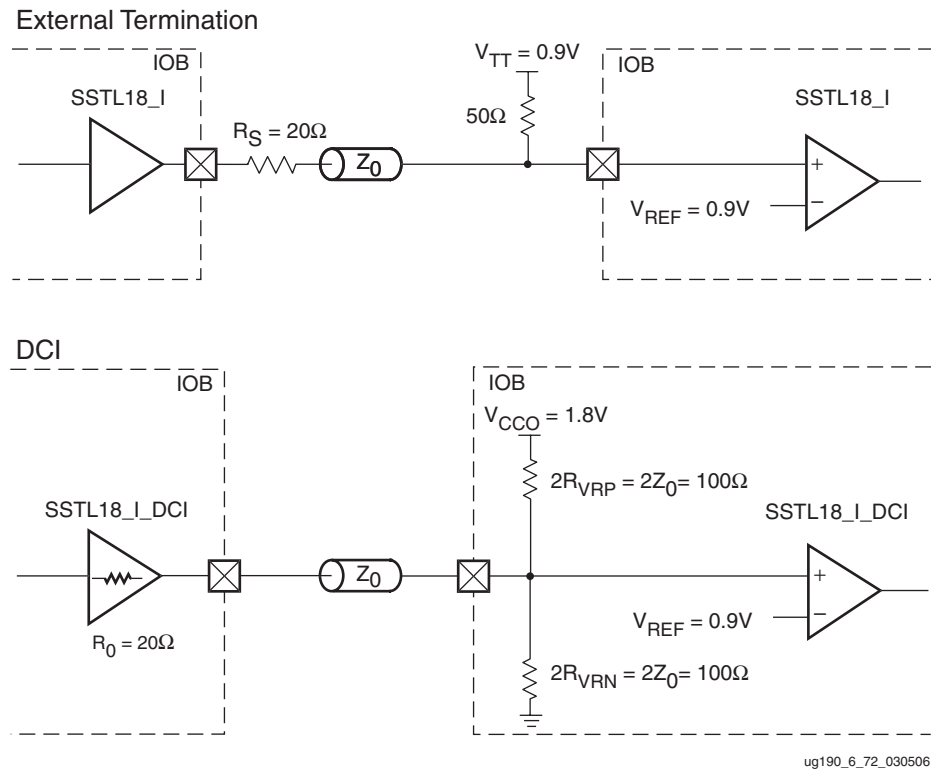 External Termination
IOB
SSTL18_I
R_S = 20Ω
Z_0
V_TT = 0.9V
50Ω
IOB
SSTL18_I
+
–
V_REF = 0.9V
DCI
IOB
SSTL18_I_DCI
R_0 = 20Ω
Z_0
IOB
V_CCO = 1.8V
2R_VRP = 2Z_0 = 100Ω
SSTL18_I_DCI
+
–
V_REF = 0.9V
2R_VRN = 2Z_0 = 100Ω
ug190_6_72_030506